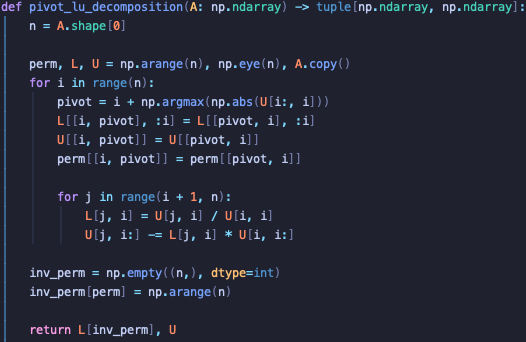 def pivot_lu_decomposition(A: np.ndarray) -> tuple[np.ndarray, np.ndarray]:
    n = A.shape[0]

    perm, L, U = np.arange(n), np.eye(n), A.copy()
    for i in range(n):
        pivot = i + np.argmax(np.abs(U[i:, i]))
        L[[i, pivot], :i] = L[[pivot, i], :i]
        U[[i, pivot]] = U[[pivot, i]]
        perm[[i, pivot]] = perm[[pivot, i]]

        for j in range(i + 1, n):
            L[j, i] = U[j, i] / U[i, i]
            U[j, i:] -= L[j, i] * U[i, i:]

    inv_perm = np.empty((n,), dtype=int)
    inv_perm[perm] = np.arange(n)

    return L[inv_perm], U